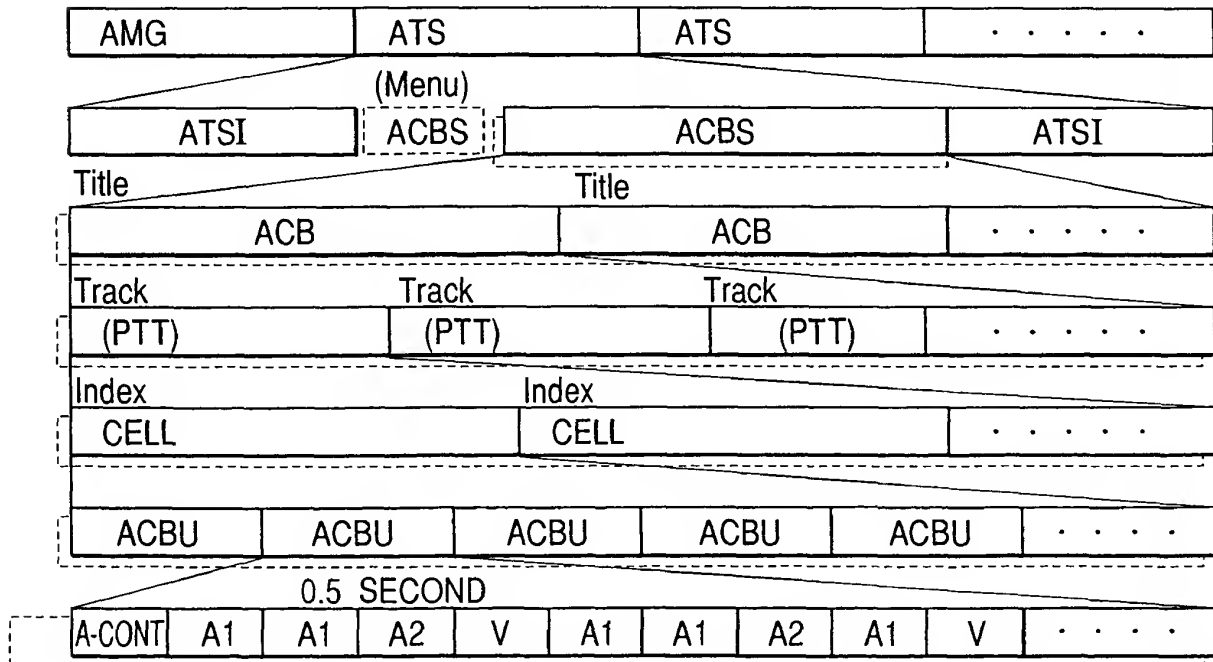 AMG ATS ATS · · · · ·
(Menu)
ATSI ACBS ACBS ATSI
Title Title
ACB ACB · · · · ·
Track Track Track
(PTT) (PTT) (PTT) · · · · ·
Index Index
CELL CELL · · · · ·
ACBU ACBU ACBU ACBU ACBU · · · ·
0.5 SECOND
A-CONT A1 A1 A2 V A1 A1 A2 A1 V · · · ·